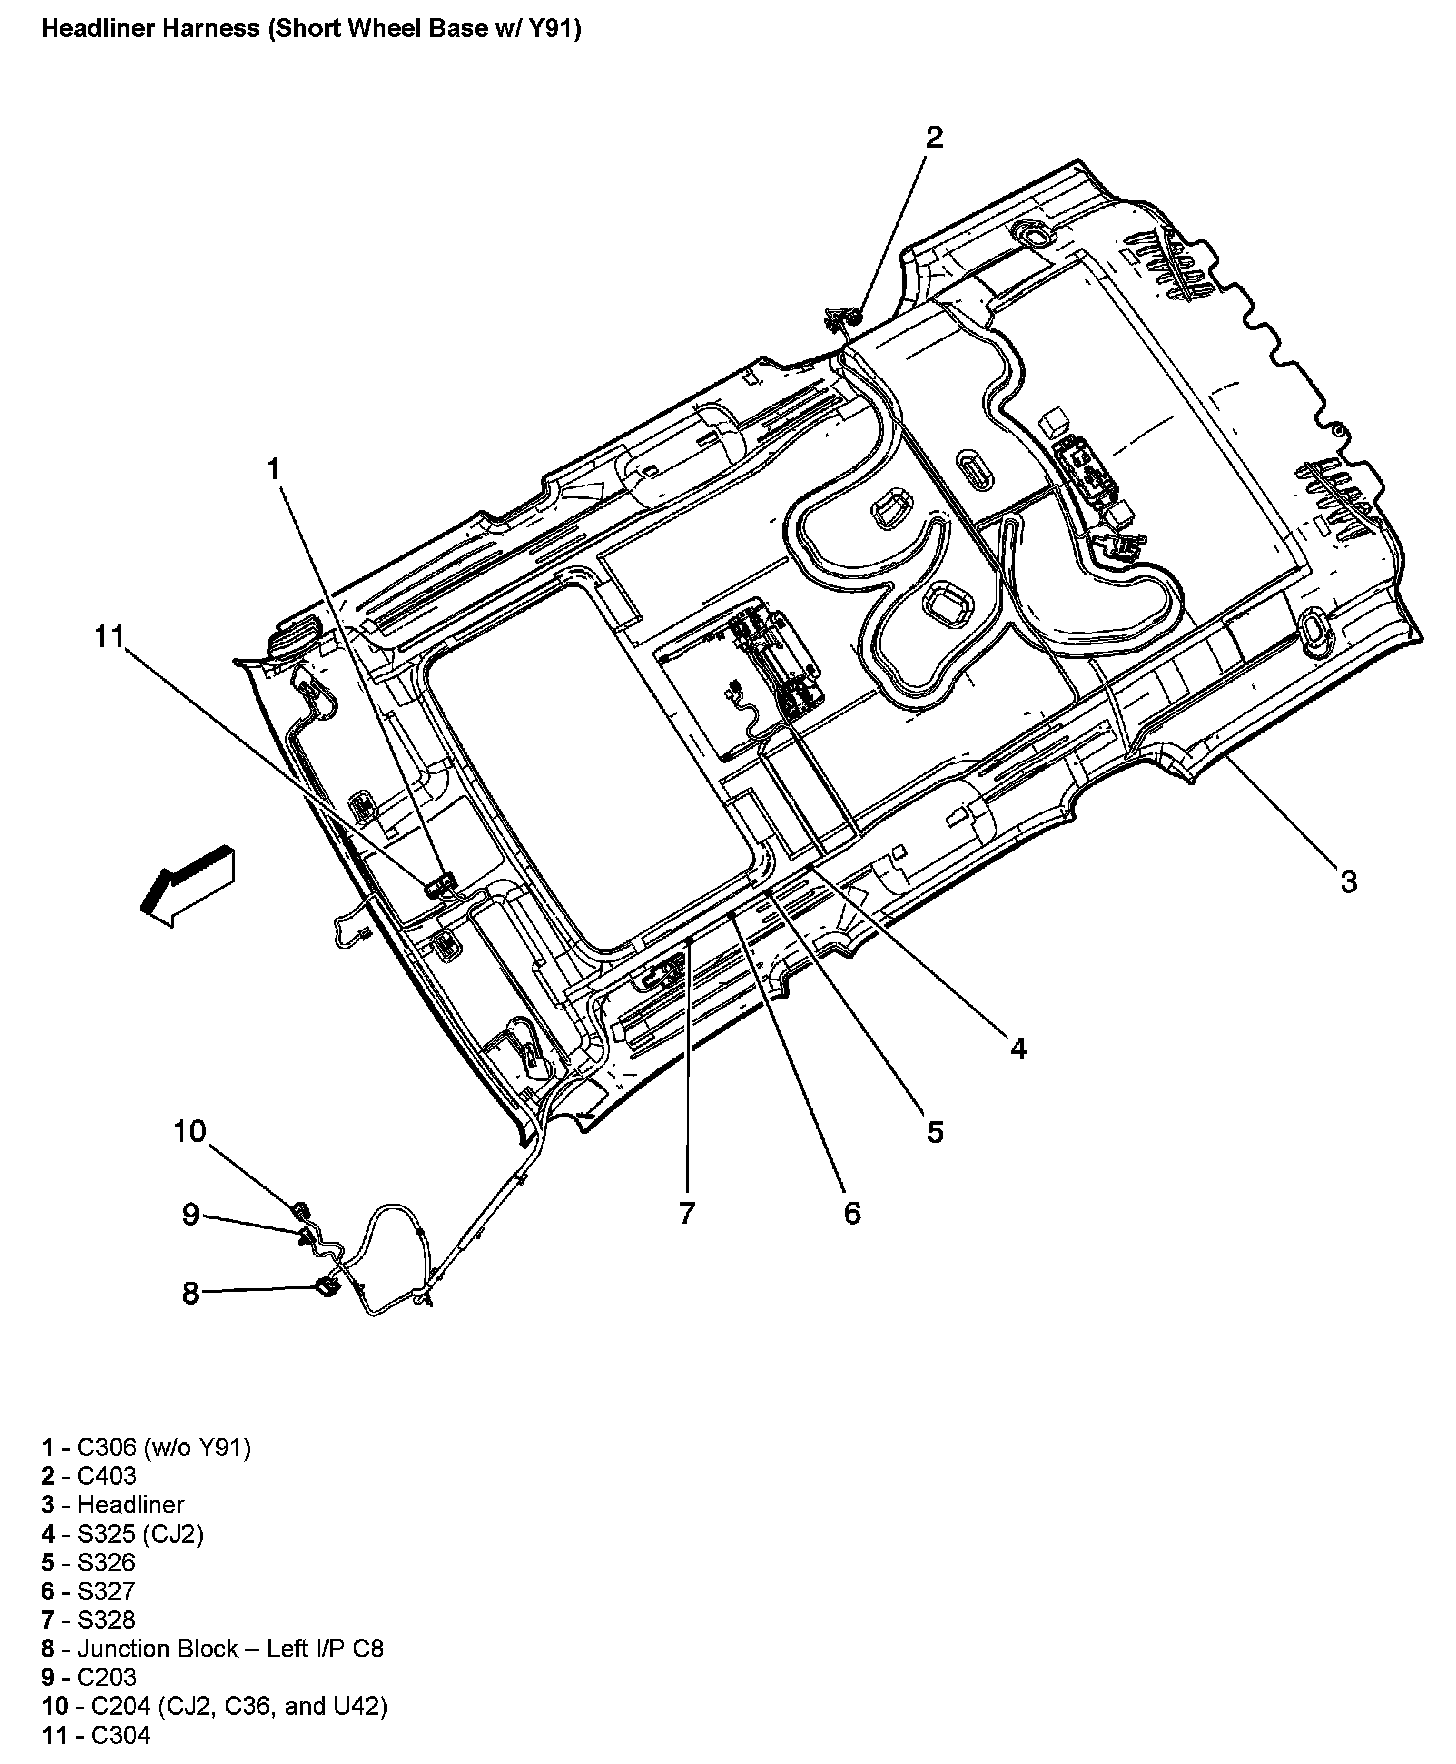 Headliner Harness (Short Wheel Base w/ Y91)
2
1
11
3
4
10
5
9
7
6
8
1 - C306 (w/o Y91)
2 - C403
3 - Headliner
4 - S325 (CJ2)
5 - S326
6 - S327
7 - S328
8 - Junction Block – Left I/P C8
9 - C203
10 - C204 (CJ2, C36, and U42)
11 - C304